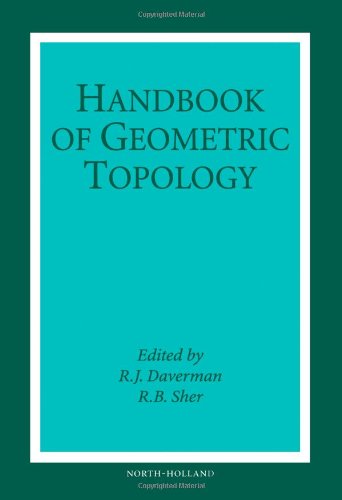 Copyrighted Material
HANDBOOK
OF GEOMETRIC
TOPOLOGY
Edited by
R.J. Daverman
R.B. Sher
NORTH-HOLLAND
Copyrighted Material